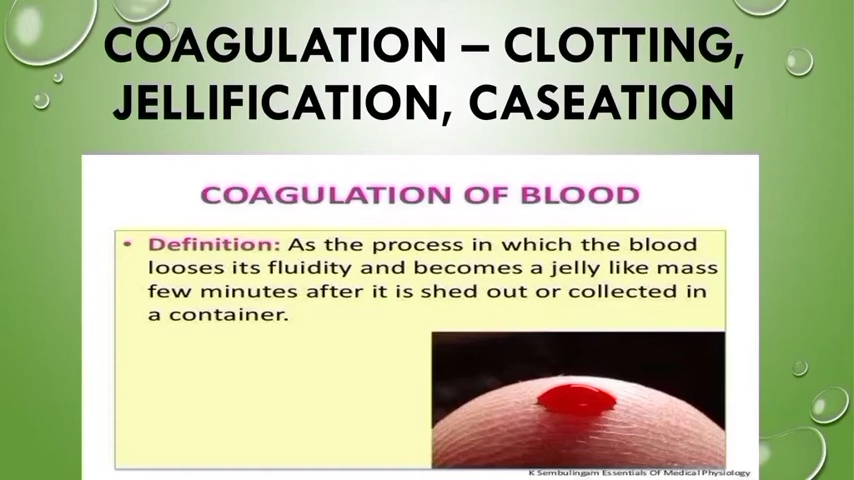 COAGULATION – CLOTTING,
JELLIFICATION, CASEATION
COAGULATION OF BLOOD
• Definition: As the process in which the blood
looses its fluidity and becomes a jelly like mass
few minutes after it is shed out or collected in
a container.
K Sembulingam Essentials Of Medical Physiology